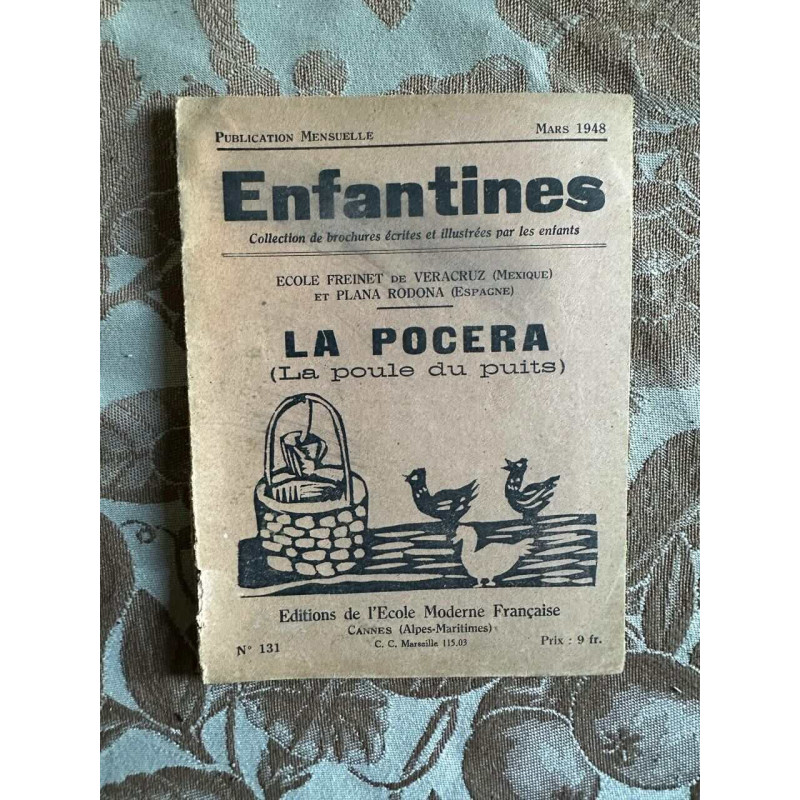 Publication Mensuelle Mars 1948
Enfantines
Collection de brochures écrites et illustrées par les enfants
ECOLE FREINET DE VERACRUZ (Mexique)
ET PLANA RODONA (Espagne)
LA POCERA
(La poule du puits)
Editions de l'Ecole Moderne Française
Cannes (Alpes-Maritimes)
N° 131 C. C. Marseille 115.03 Prix : 9 fr.